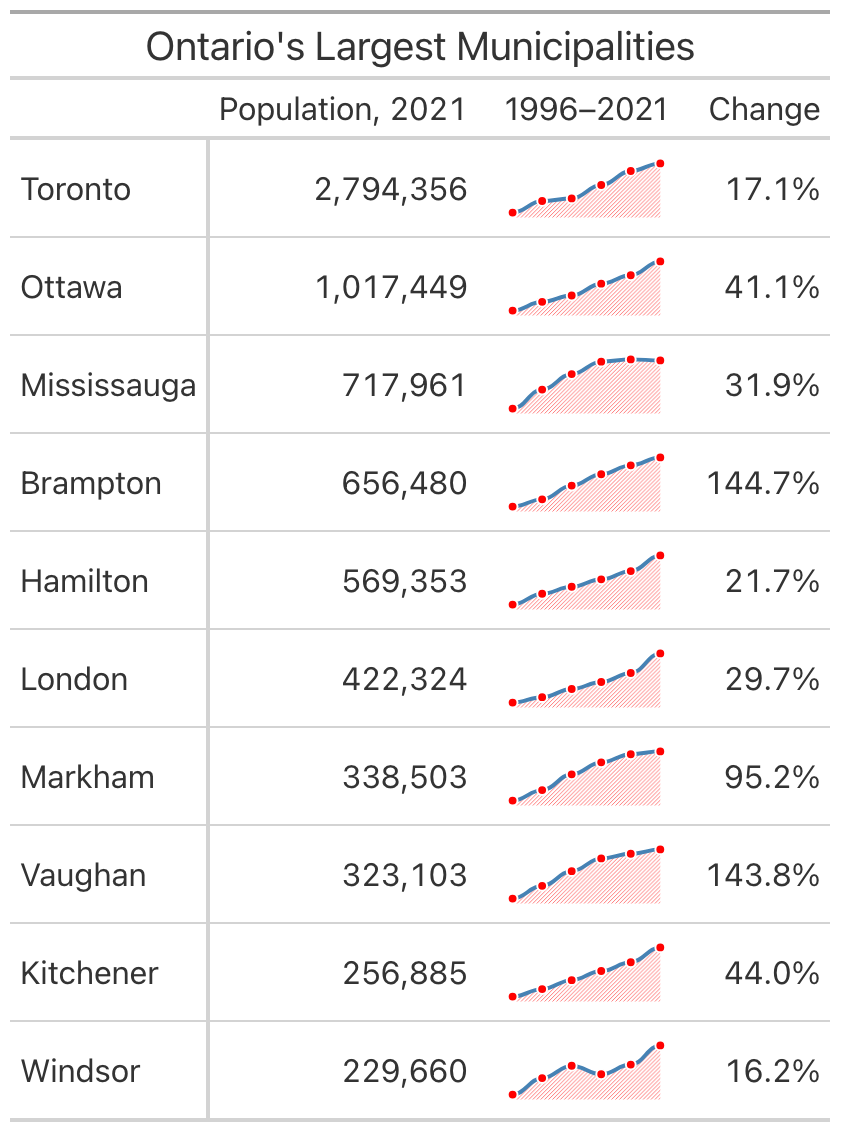 Ontario's Largest Municipalities
Population, 2021 1996–2021 Change
Toronto 2,794,356 17.1%
Ottawa 1,017,449 41.1%
Mississauga 717,961 31.9%
Brampton 656,480 144.7%
Hamilton 569,353 21.7%
London 422,324 29.7%
Markham 338,503 95.2%
Vaughan 323,103 143.8%
Kitchener 256,885 44.0%
Windsor 229,660 16.2%